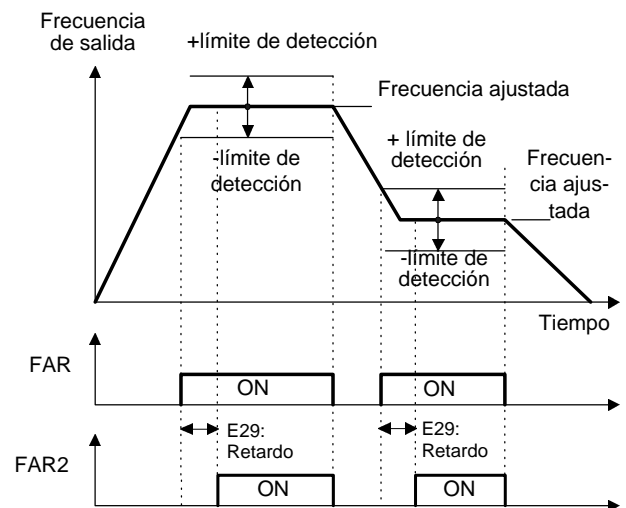 Frecuencia
de salida
+límite de detección
Frecuencia ajustada
-límite de
detección
+ límite de
detección
Frecuen-
cia ajus-
tada
-límite de
detección
Tiempo
FAR
ON
ON
E29:
Retardo
E29:
Retardo
FAR2
ON
ON